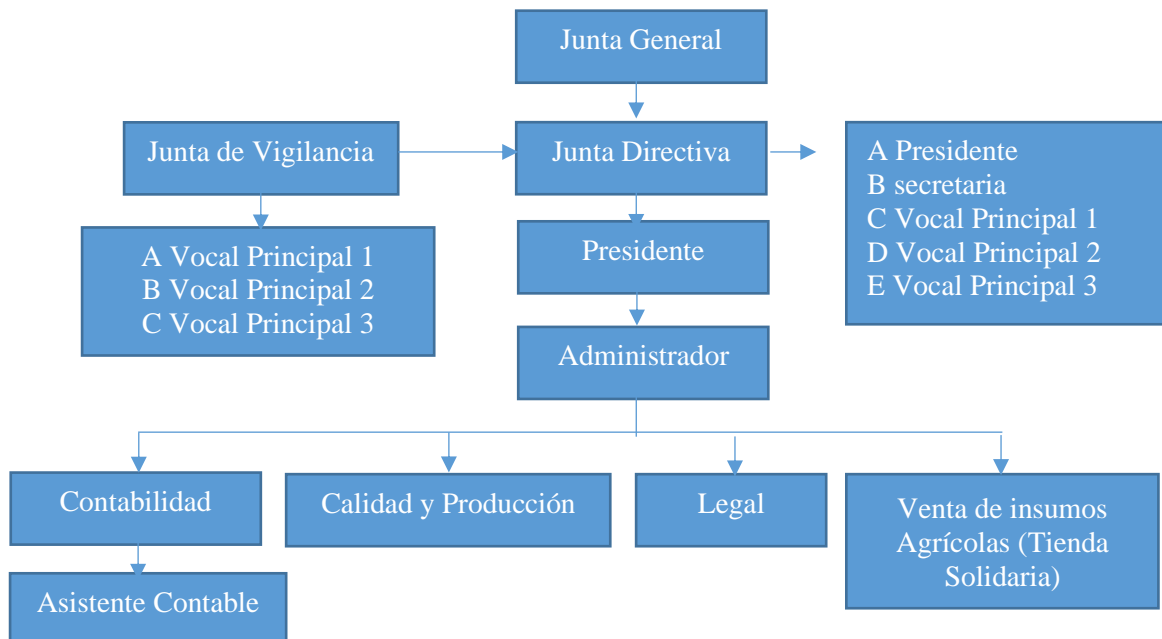 Junta General
Junta de Vigilancia
Junta Directiva
A Presidente
B secretaria
C Vocal Principal 1
D Vocal Principal 2
E Vocal Principal 3
A Vocal Principal 1
B Vocal Principal 2
C Vocal Principal 3
Presidente
Administrador
Contabilidad
Calidad y Producción
Legal
Venta de insumos
Agrícolas (Tienda
Solidaria)
Asistente Contable